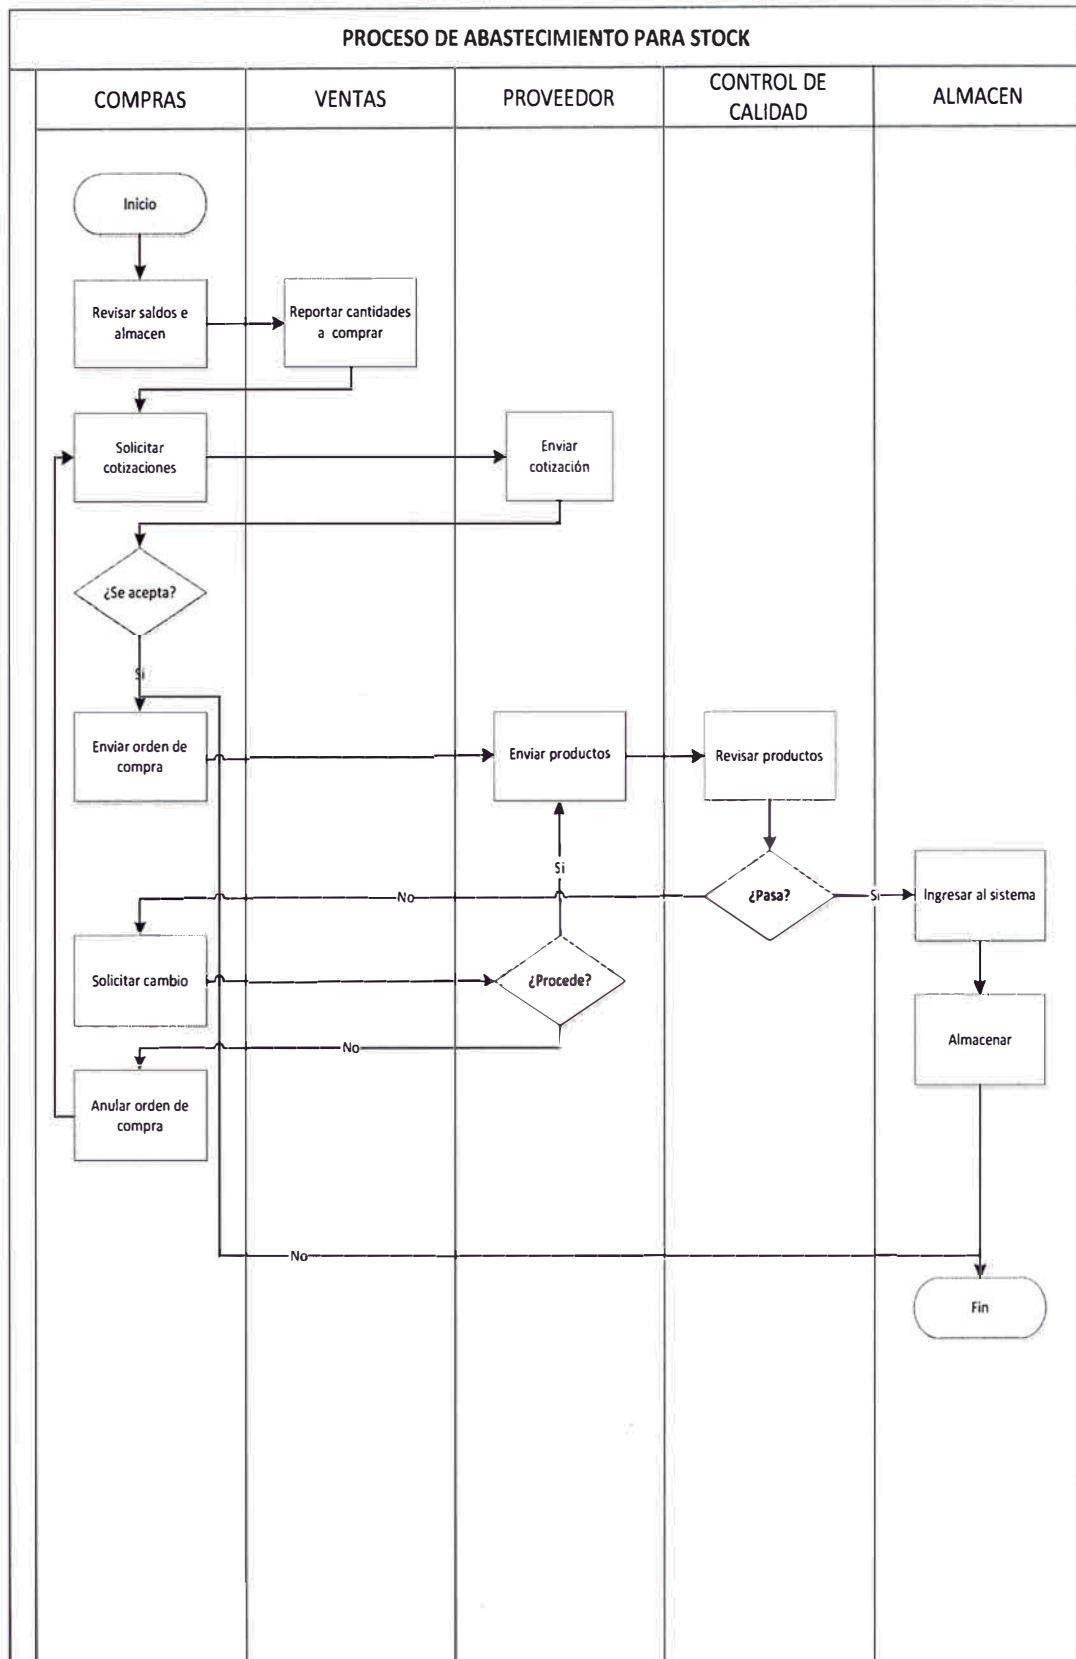 PROCESO DE ABASTECIMIENTO PARA STOCK
COMPRAS
VENTAS
PROVEEDOR
CONTROL DE
CALIDAD
ALMACEN
Inicio
Revisar saldos e
almacen
Reportar cantidades
a comprar
Solicitar
cotizaciones
Enviar
cotización
¿Se acepta?
Si
Enviar orden de
compra
Enviar productos
Revisar productos
Si
No
¿Pasa?
Si
Ingresar al sistema
Solicitar cambio
¿Procede?
Almacenar
No
Anular orden de
compra
No
Fin